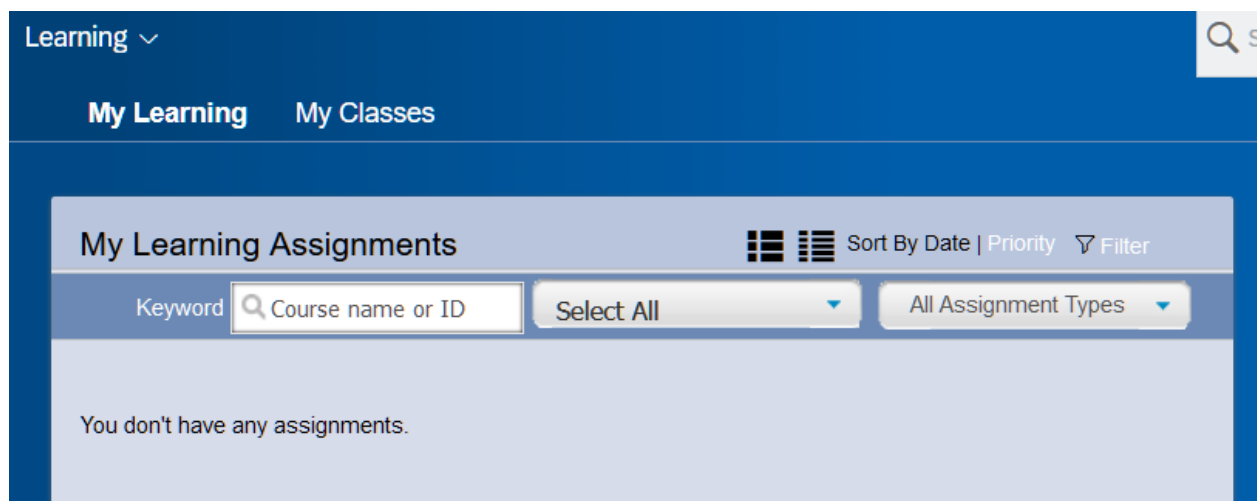 Learning
My Learning My Classes
My Learning Assignments Sort By Date | Priority Filter
Keyword Course name or ID Select All All Assignment Types
You don't have any assignments.